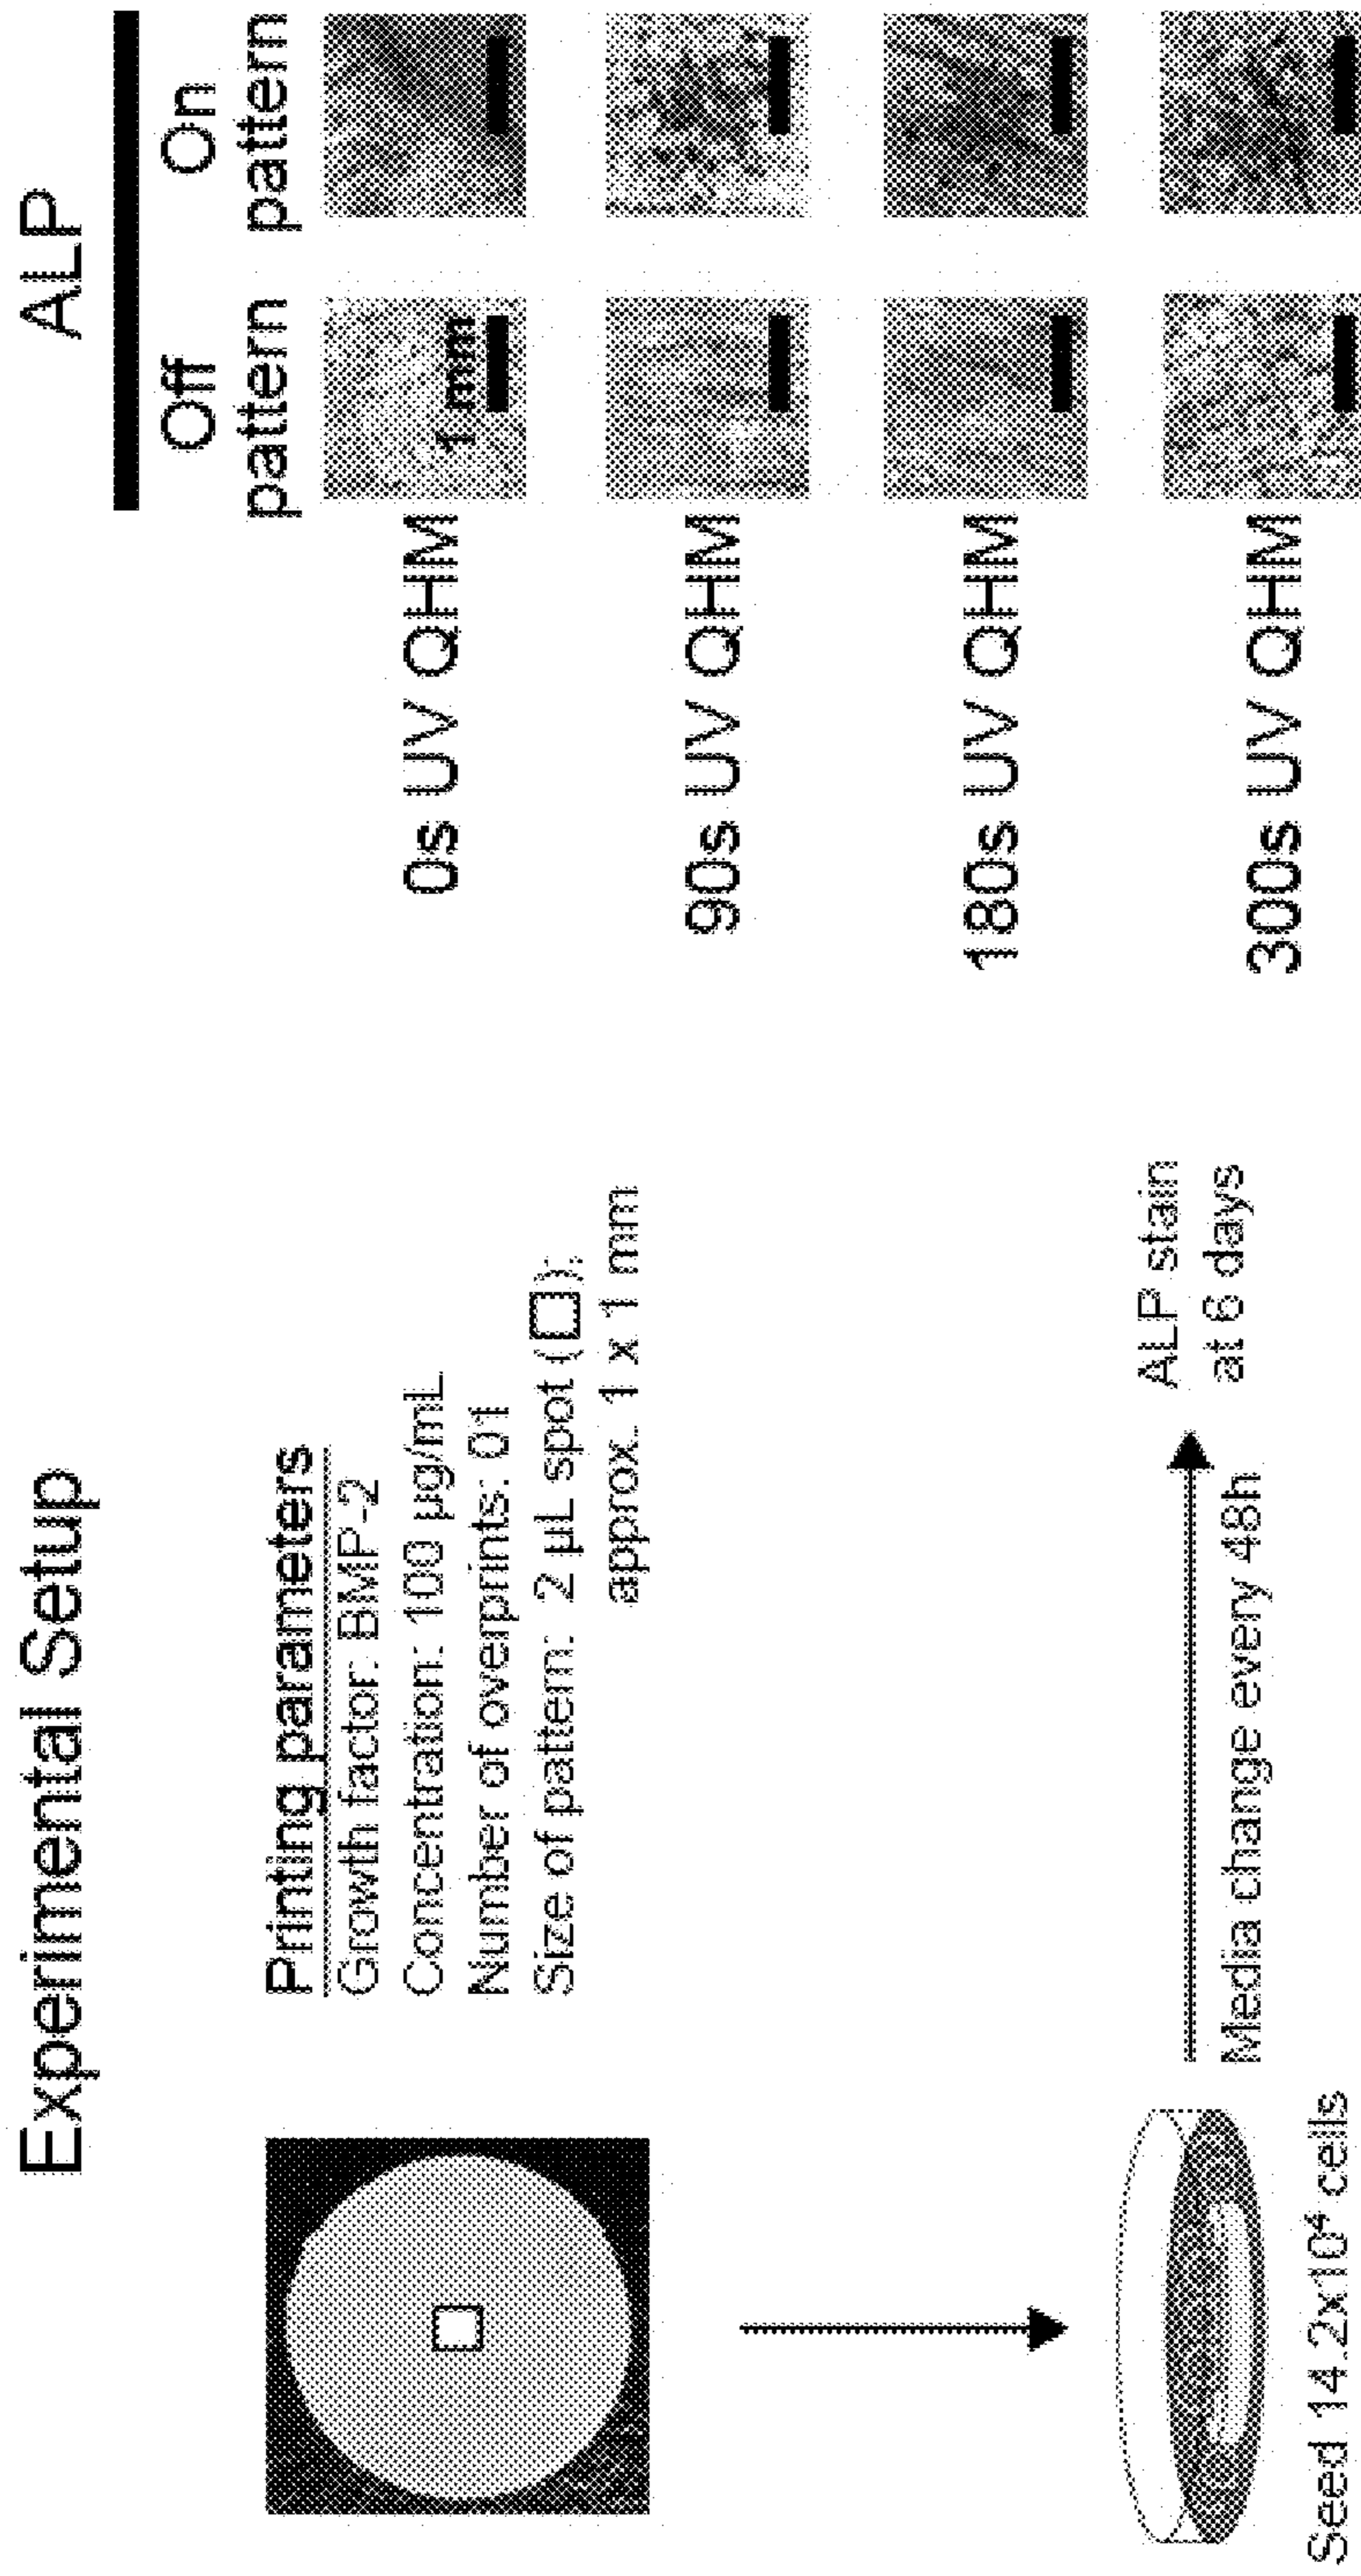 Experimental Setup
Printing parameters
Growth factor: BMP-2
Concentration: 100 µg/mL
Number of overprints: 01
Size of pattern: 2 µL spot (☐);
approx. 1 x 1 mm
Seed 14.2x10⁴ cells
Media change every 48h
ALP stain
at 6 days
ALP
Off
pattern
On
pattern
0s UV QHM
1 mm
90s UV QHM
180s UV QHM
300s UV QHM